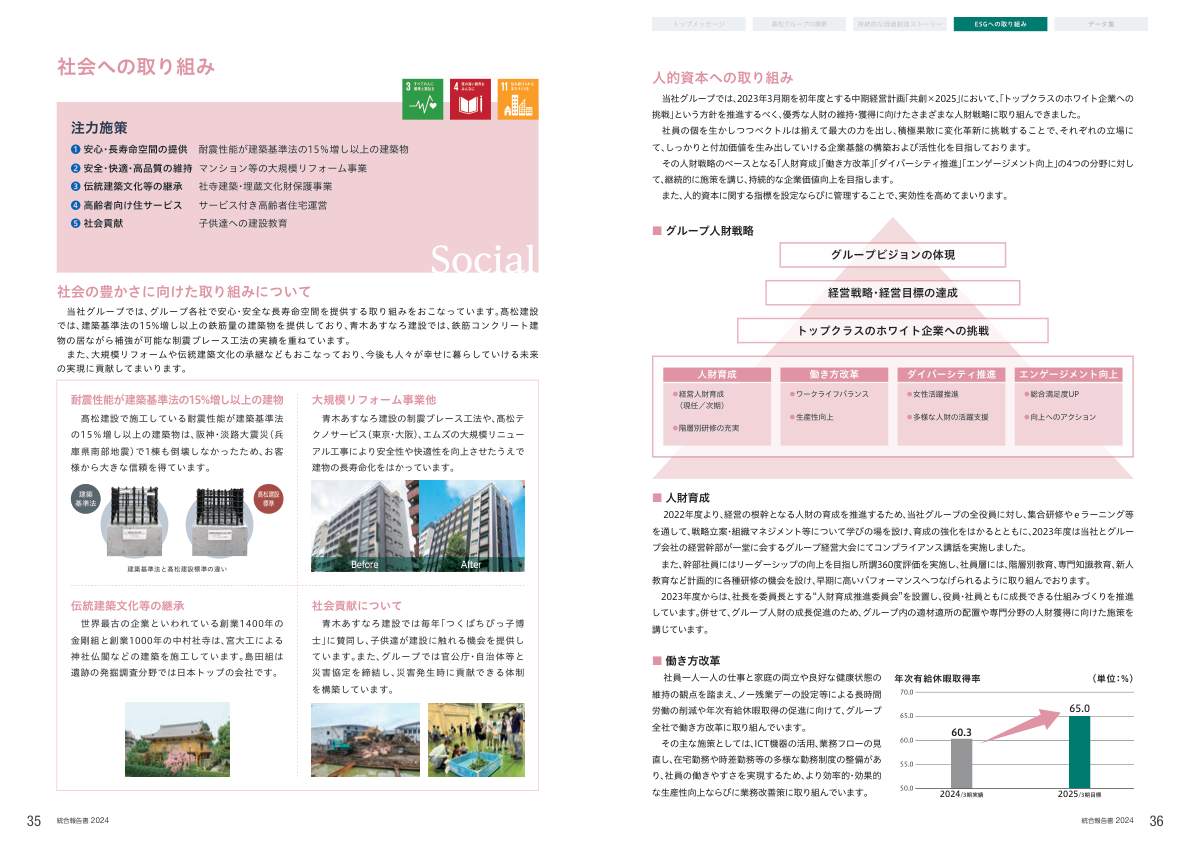 社会への取り組み
3 すべての人に
健康と福祉を
4 質の高い教育を
みんなに
11 住み続けられる
まちづくりを
注力施策
1 安心・長寿命空間の提供 耐震性能が建築基準法の15%増し以上の建築物
2 安全・快適・高品質の維持 マンション等の大規模リフォーム事業
3 伝統建築文化等の継承 社寺建築・埋蔵文化財保護事業
4 高齢者向け住サービス サービス付き高齢者住宅運営
5 社会貢献 子供達への建設教育
Social
社会の豊かさに向けた取り組みについて
当社グループでは、グループ各社で安心・安全な長寿命空間を提供する取り組みをおこなっています。髙松建設
では、建築基準法の15%増し以上の鉄筋量の建築物を提供しており、青木あすなろ建設では、鉄筋コンクリート建
物の居ながら補強が可能な制震ブレース工法の実績を重ねています。
また、大規模リフォームや伝統建築文化の承継などもおこなっており、今後も人々が幸せに暮らしていける未来
の実現に貢献してまいります。
耐震性能が建築基準法の15%増し以上の建物
髙松建設で施工している耐震性能が建築基準法
の15%増し以上の建築物は、阪神・淡路大震災（兵
庫県南部地震）で1棟も倒壊しなかったため、お客
様から大きな信頼を得ています。
建築
基準法
髙松建設
標準
建築基準法と髙松建設標準の違い
大規模リフォーム事業他
青木あすなろ建設の制震ブレース工法や、髙松テ
クノサービス（東京・大阪）、エムズの大規模リニュー
アル工事により安全性や快適性を向上させたうえで
建物の長寿命化をはかっています。
Before
After
伝統建築文化等の継承
世界最古の企業といわれている創業1400年の
金剛組と創業1000年の中村社寺は、宮大工による
神社仏閣などの建築を施工しています。島田組は
遺跡の発掘調査分野では日本トップの会社です。
社会貢献について
青木あすなろ建設では毎年「つくばちびっ子博
士」に賛同し、子供達が建設に触れる機会を提供し
ています。また、グループでは官公庁・自治体等と
災害協定を締結し、災害発生時に貢献できる体制
を構築しています。
35 統合報告書 2024
トップメッセージ
髙松グループの概要
持続的な価値創造ストーリー
ESGへの取り組み
データ集
人的資本への取り組み
当社グループでは、2023年3月期を初年度とする中期経営計画「共創×2025」において、「トップクラスのホワイト企業への
挑戦」という方針を推進するべく、優秀な人財の維持・獲得に向けたさまざまな人財戦略に取り組んできました。
社員の個を生かしつつベクトルは揃えて最大の力を出し、積極果敢に変化革新に挑戦することで、それぞれの立場に
て、しっかりと付加価値を生み出していける企業基盤の構築および活性化を目指しております。
その人財戦略のベースとなる「人財育成」「働き方改革」「ダイバーシティ推進」「エンゲージメント向上」の4つの分野に対し
て、継続的に施策を講じ、持続的な企業価値向上を目指します。
また、人的資本に関する指標を設定ならびに管理することで、実効性を高めてまいります。
■ グループ人財戦略
グループビジョンの体現
経営戦略・経営目標の達成
トップクラスのホワイト企業への挑戦
人財育成
●経営人財育成
（現任／次期）
●階層別研修の充実
働き方改革
●ワークライフバランス
●生産性向上
ダイバーシティ推進
●女性活躍推進
●多様な人財の活躍支援
エンゲージメント向上
●総合満足度UP
●向上へのアクション
■ 人財育成
2022年度より、経営の根幹となる人財の育成を推進するため、当社グループの全役員に対し、集合研修やｅラーニング等
を通して、戦略立案・組織マネジメント等について学びの場を設け、育成の強化をはかるとともに、2023年度は当社とグルー
プ会社の経営幹部が一堂に会するグループ経営大会にてコンプライアンス講話を実施しました。
また、幹部社員にはリーダーシップの向上を目指し所謂360度評価を実施し、社員層には、階層別教育、専門知識教育、新人
教育など計画的に各種研修の機会を設け、早期に高いパフォーマンスへつなげられるように取り組んでおります。
2023年度からは、社長を委員長とする“人財育成推進委員会”を設置し、役員・社員ともに成長できる仕組みづくりを推進
しています。併せて、グループ人財の成長促進のため、グループ内の適材適所の配置や専門分野の人財獲得に向けた施策を
講じています。
■ 働き方改革
社員一人一人の仕事と家庭の両立や良好な健康状態の
維持の観点を踏まえ、ノー残業デーの設定等による長時間
労働の削減や年次有給休暇取得の促進に向けて、グループ
全社で働き方改革に取り組んでいます。
その主な施策としては、ICT機器の活用、業務フローの見
直し、在宅勤務や時差勤務等の多様な勤務制度の整備があ
り、社員の働きやすさを実現するため、より効率的・効果的
な生産性向上ならびに業務改善策に取り組んでいます。
年次有給休暇取得率 （単位：％）
70.0
65.0
60.0
55.0
50.0
60.3
65.0
2024/3期実績
2025/3期目標
統合報告書 2024 36